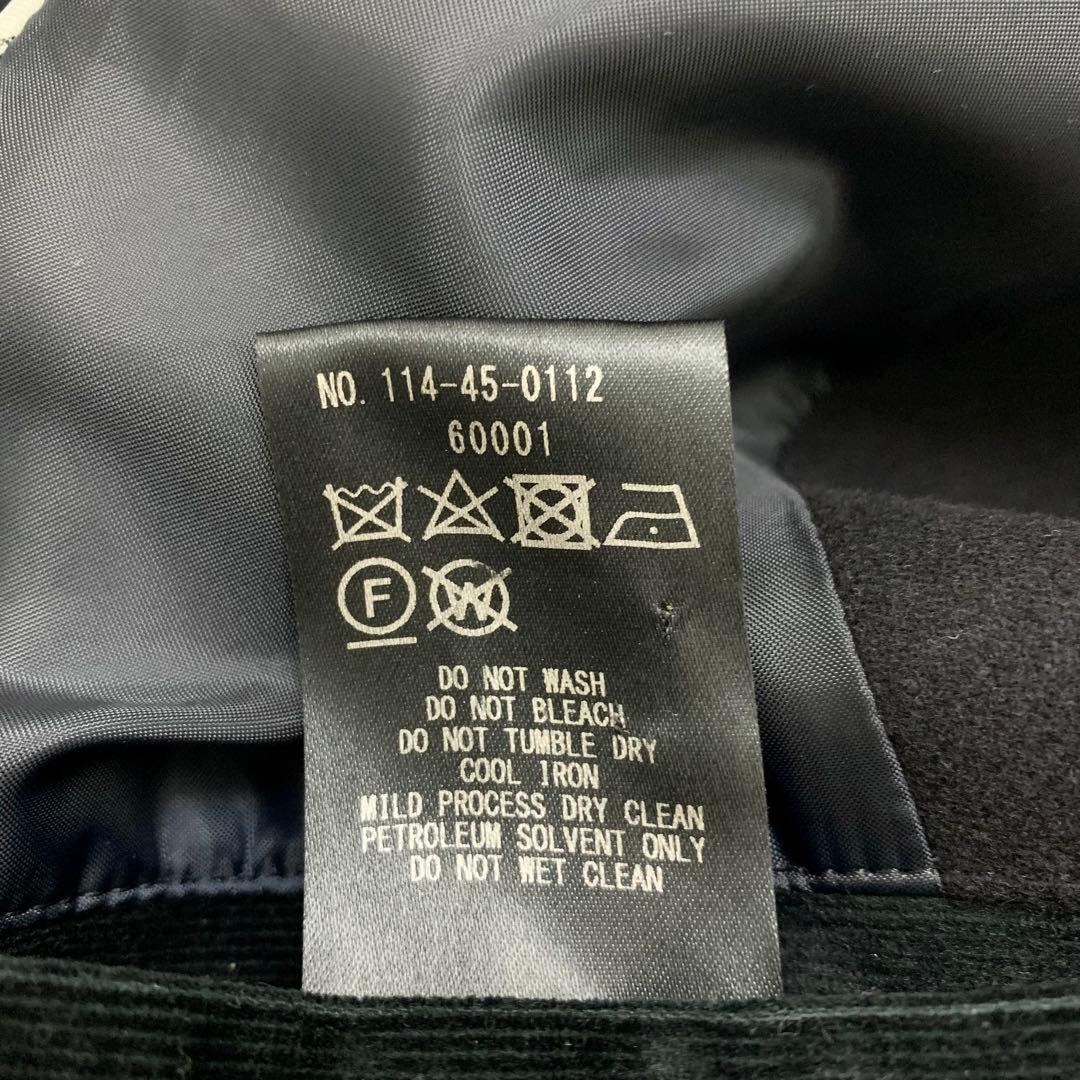 NO. 114-45-0112
60001
F
W
DO NOT WASH
DO NOT BLEACH
DO NOT TUMBLE DRY
COOL IRON
MILD PROCESS DRY CLEAN
PETROLEUM SOLVENT ONLY
DO NOT WET CLEAN